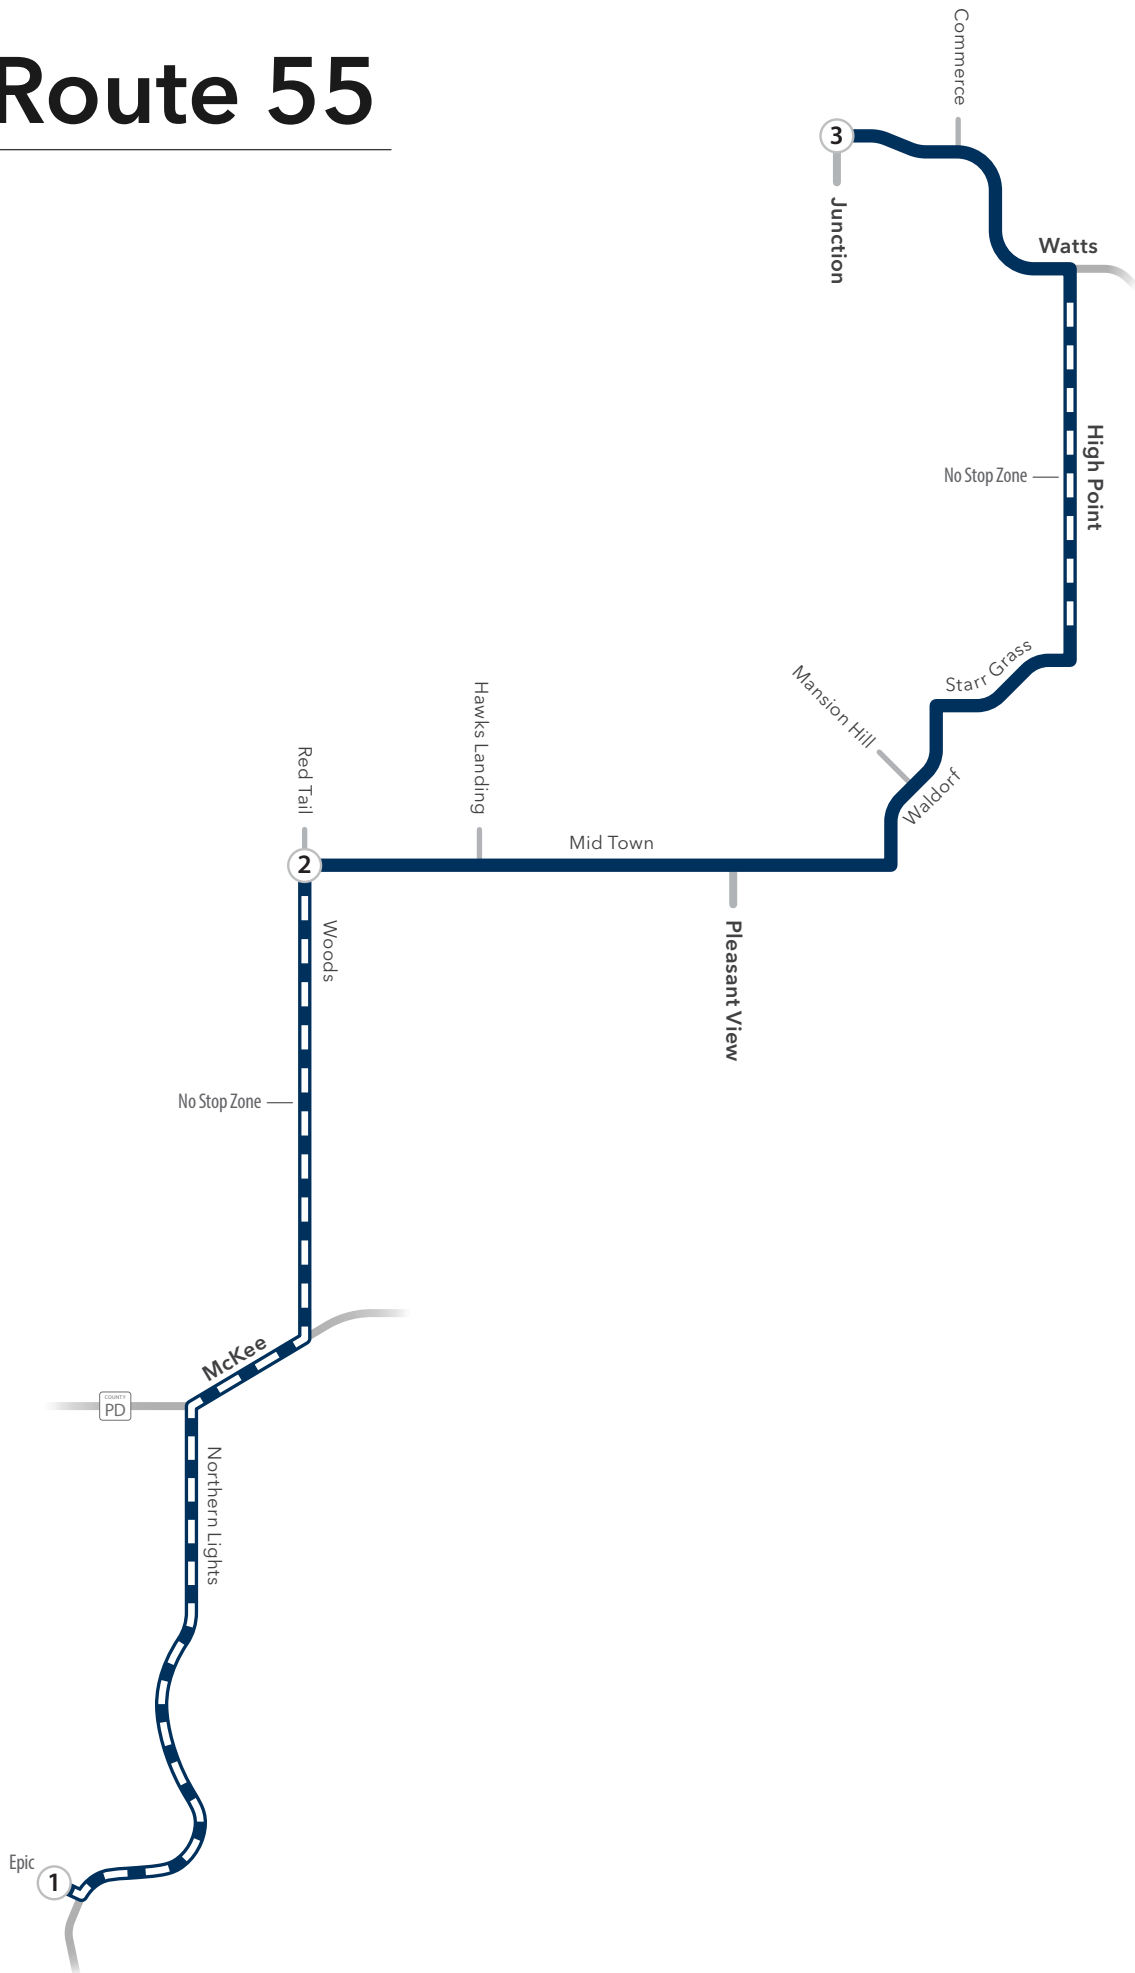 Route 55
Commerce
3
Junction
Watts
High Point
No Stop Zone
Starr Grass
Mansion Hill
Waldorf
Hawks Landing
Red Tail
Mid Town
2
Woods
Pleasant View
No Stop Zone
McKee
COUNTY
PD
Northern Lights
Epic
1